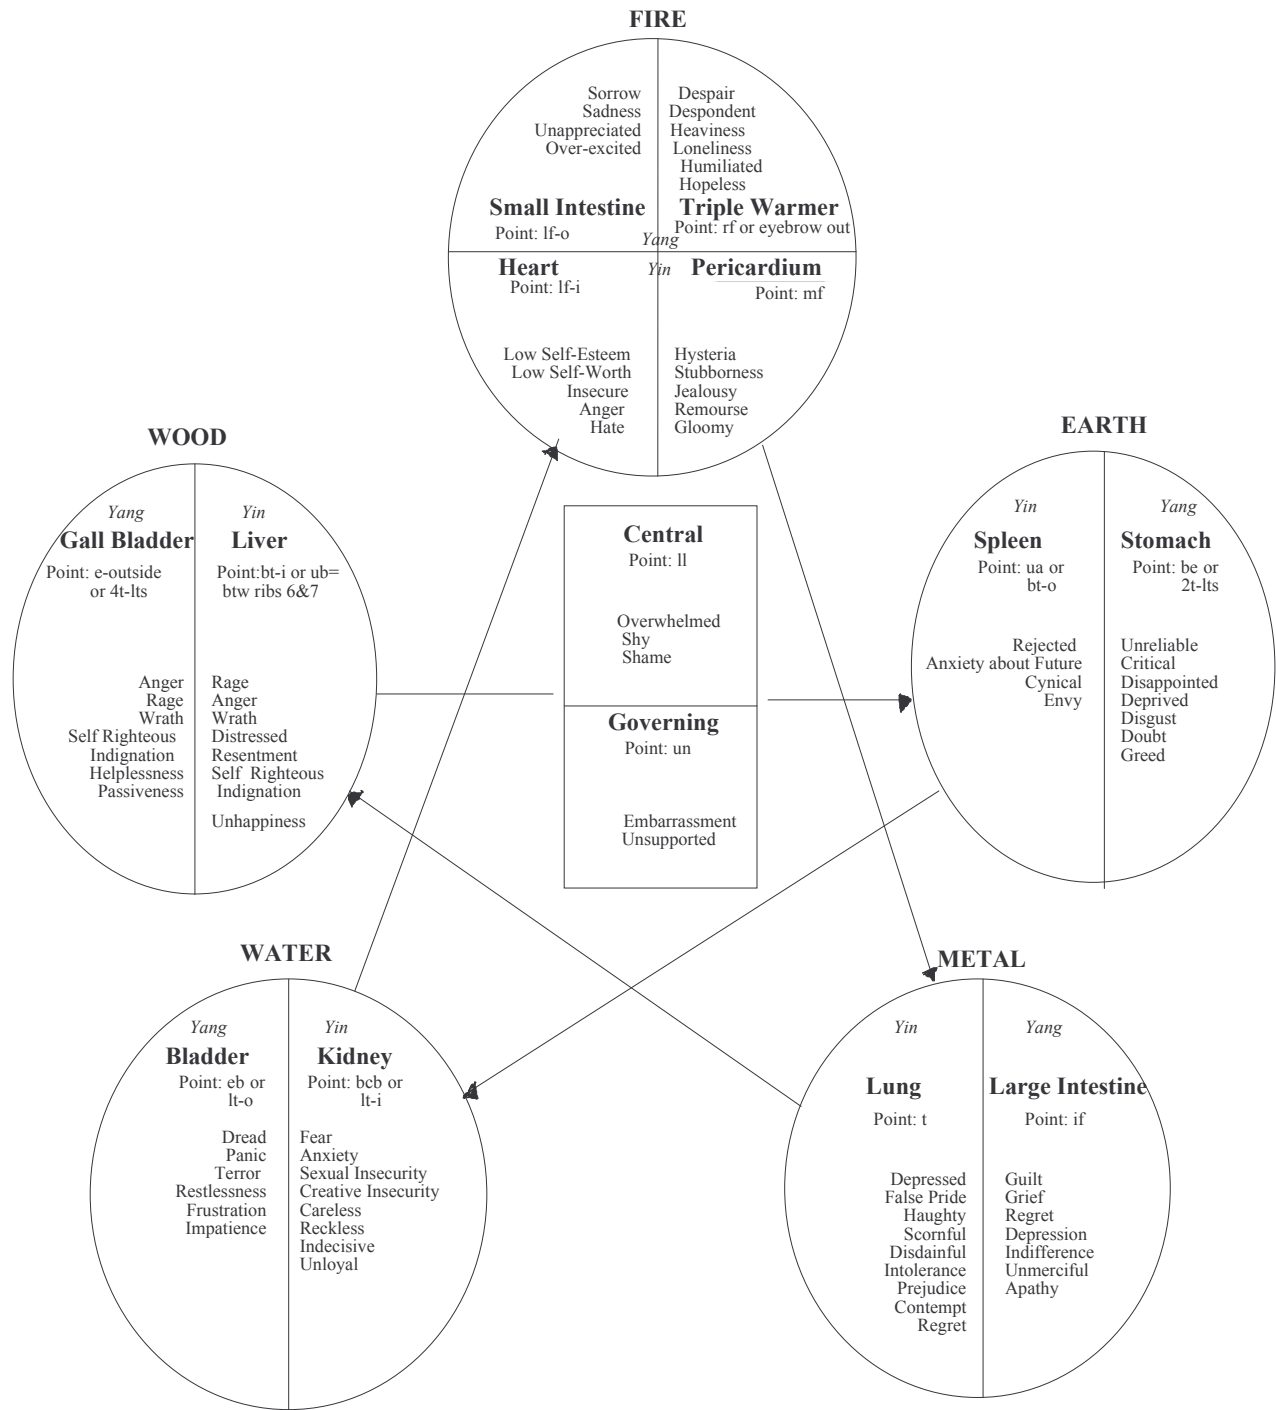 FIRE
Sorrow
Sadness
Unappreciated
Over-excited
Small Intestine
Point: lf-o
Despair
Despondent
Heaviness
Loneliness
Humiliated
Hopeless
Triple Warmer
Point: rf or eyebrow out
Yang
Yin
Heart
Point: lf-i
Low Self-Esteem
Low Self-Worth
Insecure
Anger
Hate
Pericardium
Point: mf
Hysteria
Stubborness
Jealousy
Remourse
Gloomy
WOOD
Yang
Gall Bladder
Point: e-outside
or 4t-lts
Anger
Rage
Wrath
Self Righteous
Indignation
Helplessness
Passiveness
Yin
Liver
Point:bt-i or ub=
btw ribs 6&7
Rage
Anger
Wrath
Distressed
Resentment
Self Righteous
Indignation
Unhappiness
Central
Point: ll
Overwhelmed
Shy
Shame
Governing
Point: un
Embarrassment
Unsupported
EARTH
Yin
Spleen
Point: ua or
bt-o
Rejected
Anxiety about Future
Cynical
Envy
Yang
Stomach
Point: be or
2t-lts
Unreliable
Critical
Disappointed
Deprived
Disgust
Doubt
Greed
WATER
Yang
Bladder
Point: eb or
lt-o
Dread
Panic
Terror
Restlessness
Frustration
Impatience
Yin
Kidney
Point: bcb or
lt-i
Fear
Anxiety
Sexual Insecurity
Creative Insecurity
Careless
Reckless
Indecisive
Unloyal
METAL
Yin
Lung
Point: t
Depressed
False Pride
Haughty
Scornful
Disdainful
Intolerance
Prejudice
Contempt
Regret
Yang
Large Intestine
Point: if
Guilt
Grief
Regret
Depression
Indifference
Unmerciful
Apathy